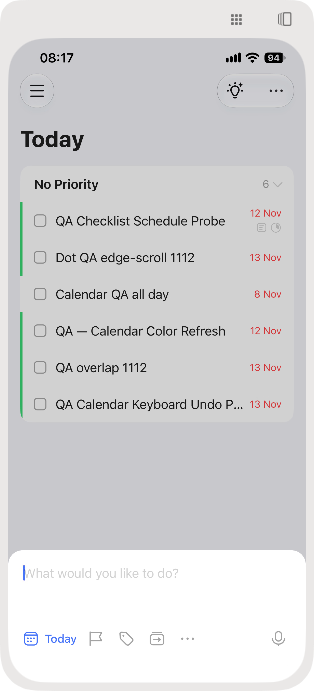 08:17
94
Today
No Priority 6
QA Checklist Schedule Probe 12 Nov
Dot QA edge-scroll 1112 13 Nov
Calendar QA all day 8 Nov
QA — Calendar Color Refresh 12 Nov
QA overlap 1112 13 Nov
QA Calendar Keyboard Undo P... 13 Nov
What would you like to do?
Today